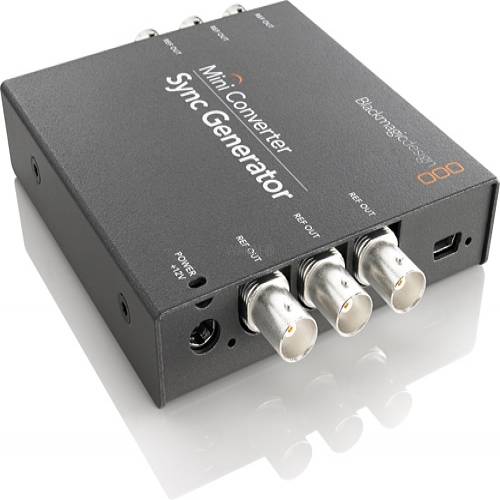 REF OUT
REF OUT
REF OUT
Mini Converter
Sync Generator
Blackmagicdesign
REF OUT
REF OUT
REF OUT
POWER
+12V